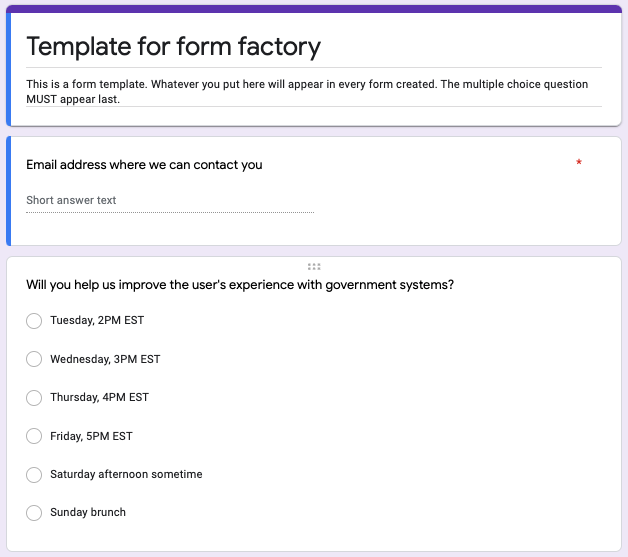 Template for form factory
This is a form template. Whatever you put here will appear in every form created. The multiple choice question
MUST appear last.
Email address where we can contact you *
Short answer text
Will you help us improve the user's experience with government systems?
Tuesday, 2PM EST
Wednesday, 3PM EST
Thursday, 4PM EST
Friday, 5PM EST
Saturday afternoon sometime
Sunday brunch